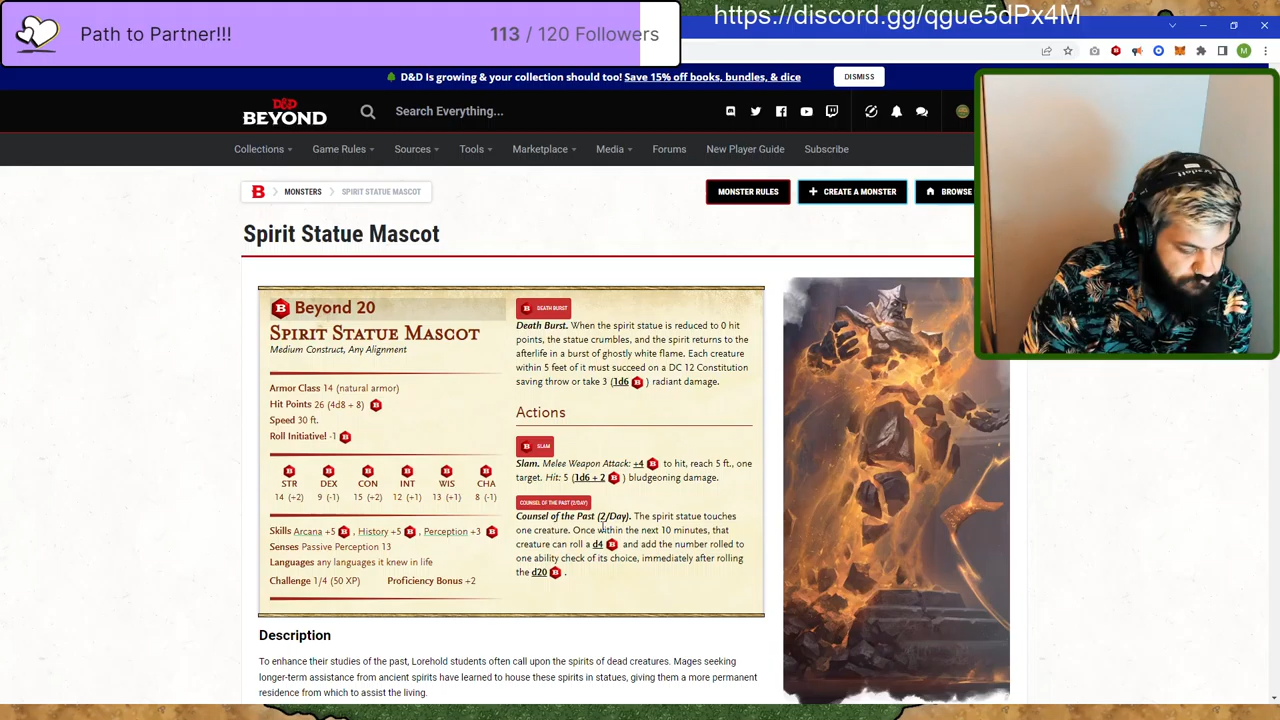 Path to Partner!!!
113 / 120 Followers
https://discord.gg/qgue5dPx4M
D&D Is growing & your collection should too! Save 15% off books, bundles, & dice
DISMISS
D&D
BEYOND
Search Everything...
Collections
Game Rules
Sources
Tools
Marketplace
Media
Forums
New Player Guide
Subscribe
MONSTERS
SPIRIT STATUE MASCOT
MONSTER RULES
CREATE A MONSTER
BROWSE
Spirit Statue Mascot
Beyond 20
SPIRIT STATUE MASCOT
Medium Construct, Any Alignment
Armor Class 14 (natural armor)
Hit Points 26 (4d8 + 8)
Speed 30 ft.
Roll Initiative! -1
STR DEX CON INT WIS CHA
14 (+2) 9 (-1) 15 (+2) 12 (+1) 13 (+1) 8 (-1)
Skills Arcana +5 , History +5 , Perception +3
Senses Passive Perception 13
Languages any languages it knew in life
Challenge 1/4 (50 XP) Proficiency Bonus +2
DEATH BURST
Death Burst. When the spirit statue is reduced to 0 hit
points, the statue crumbles, and the spirit returns to the
afterlife in a burst of ghostly white flame. Each creature
within 5 feet of it must succeed on a DC 12 Constitution
saving throw or take 3 (1d6 ) radiant damage.
Actions
SLAM
Slam. Melee Weapon Attack: +4 to hit, reach 5 ft., one
target. Hit: 5 (1d6 + 2 ) bludgeoning damage.
COUNSEL OF THE PAST (2/DAY)
Counsel of the Past (2/Day). The spirit statue touches
one creature. Once within the next 10 minutes, that
creature can roll a d4 and add the number rolled to
one ability check of its choice, immediately after rolling
the d20 .
Description
To enhance their studies of the past, Lorehold students often call upon the spirits of dead creatures. Mages seeking
longer-term assistance from ancient spirits have learned to house these spirits in statues, giving them a more permanent
residence from which to assist the living.